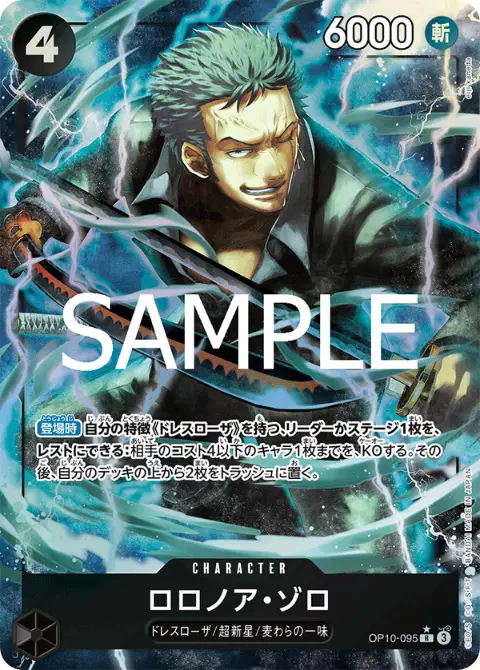 4
6000
斬
SAMPLE
登場時 自分の特徴《ドレスローザ》を持つ、リーダーかステージ1枚を、
レストにできる：相手のコスト4以下のキャラ1枚までを、KOする。その
後、自分のデッキの上から2枚をトラッシュに置く。
CHARACTER
ロロノア・ゾロ
ドレスローザ/超新星/麦わらの一味
OP10-095 R 3
BANDAI MADE IN JAPAN